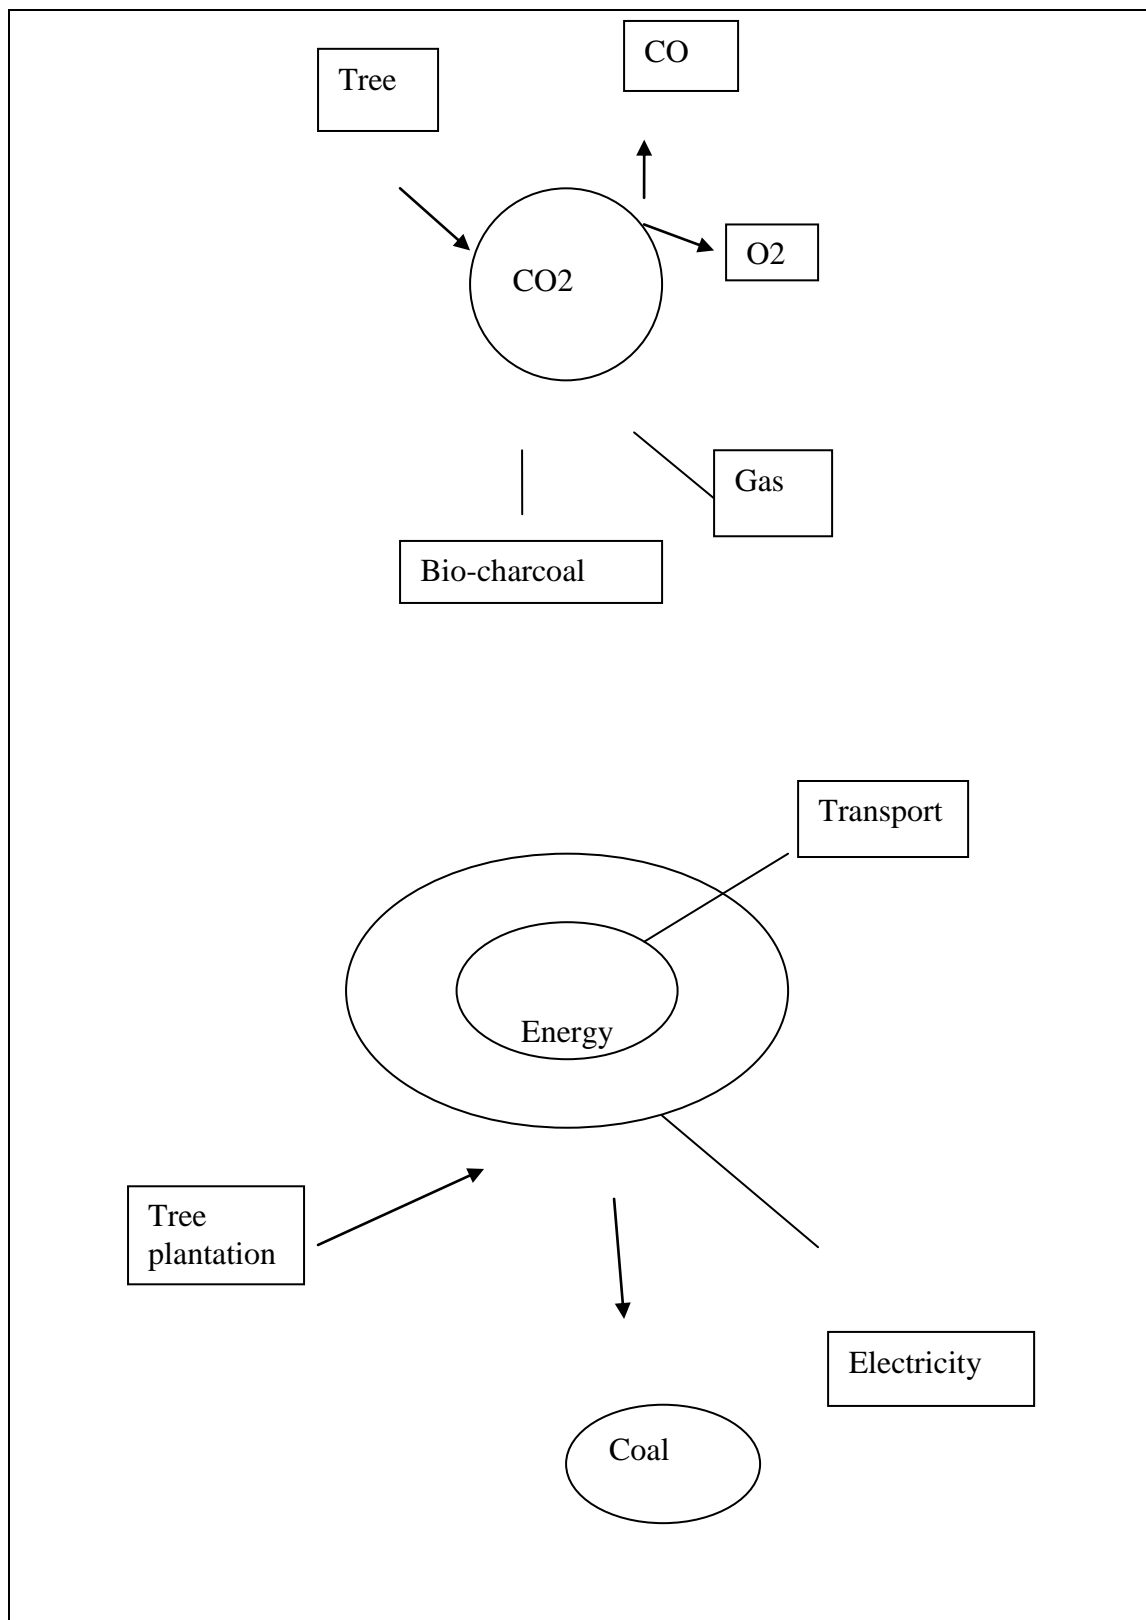 CO
Tree
O2
CO2
Gas
Bio-charcoal
Transport
Energy
Tree
plantation
Electricity
Coal